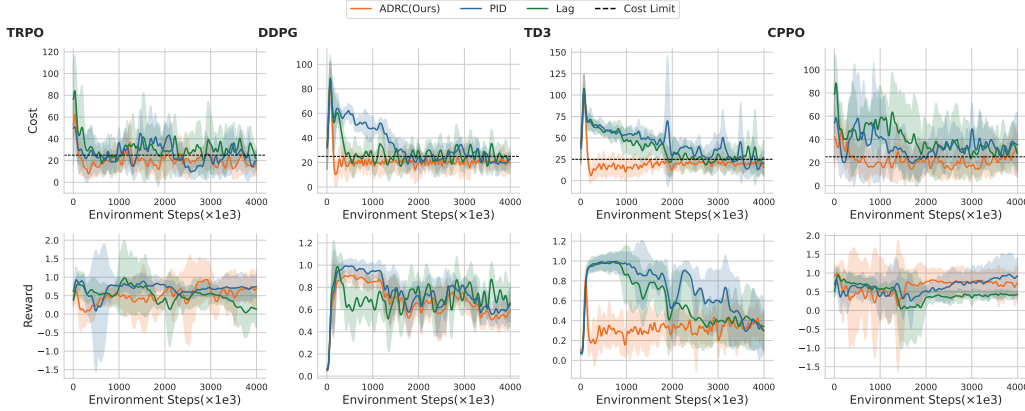 ADRC(Ours) PID Lag Cost Limit
TRPO DDPG TD3 CPPO
Cost
120
100
80
60
40
20
0
0 1000 2000 3000 4000
Environment Steps(×1e3)
100
80
60
40
20
0
0 1000 2000 3000 4000
Environment Steps(×1e3)
150
125
100
75
50
25
0
0 1000 2000 3000 4000
Environment Steps(×1e3)
100
80
60
40
20
0
0 1000 2000 3000 4000
Environment Steps(×1e3)
Reward
2.0
1.5
1.0
0.5
0.0
−0.5
−1.0
−1.5
0 1000 2000 3000 4000
Environment Steps(×1e3)
1.2
1.0
0.8
0.6
0.4
0.2
0.0
0 1000 2000 3000 4000
Environment Steps(×1e3)
1.2
1.0
0.8
0.6
0.4
0.2
0.0
0 1000 2000 3000 4000
Environment Steps(×1e3)
2.0
1.5
1.0
0.5
0.0
−0.5
−1.0
−1.5
0 1000 2000 3000 4000
Environment Steps(×1e3)